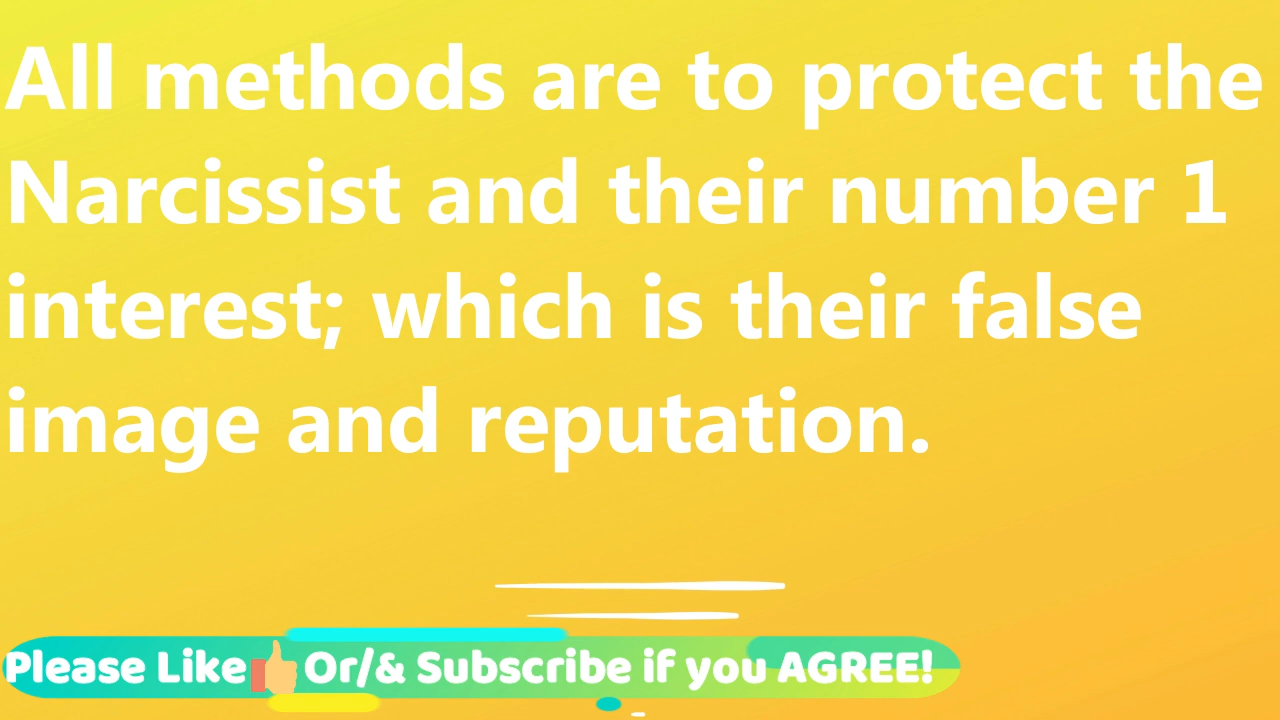 All methods are to protect the
Narcissist and their number 1
interest; which is their false
image and reputation.
Please Like Or/& Subscribe if you AGREE!